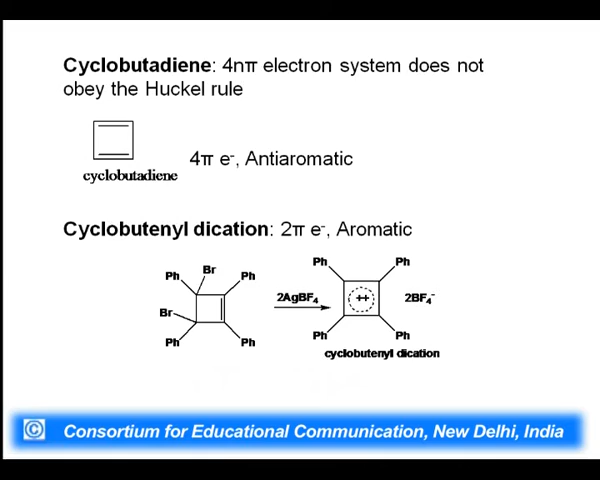 Cyclobutadiene: 4nπ electron system does not
obey the Huckel rule
4π e⁻, Antiaromatic
cyclobutadiene
Cyclobutenyl dication: 2π e⁻, Aromatic
Ph Br Ph
Br
Ph Ph
2AgBF₄
Ph Ph
++
2BF₄⁻
Ph Ph
cyclobutenyl dication
© Consortium for Educational Communication, New Delhi, India